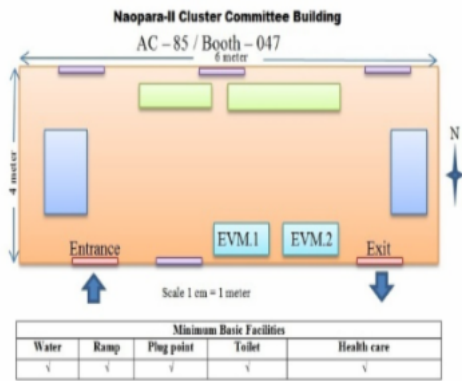 Naopara-II Cluster Committee Building
AC – 85 / Booth – 047
6 meter
4 meter
N
EVM.1 EVM.2
Entrance Exit
Scale 1 cm = 1 meter
Minimum Basic Facilities
Water Ramp Plug point Toilet Health care
√ √ √ √ √